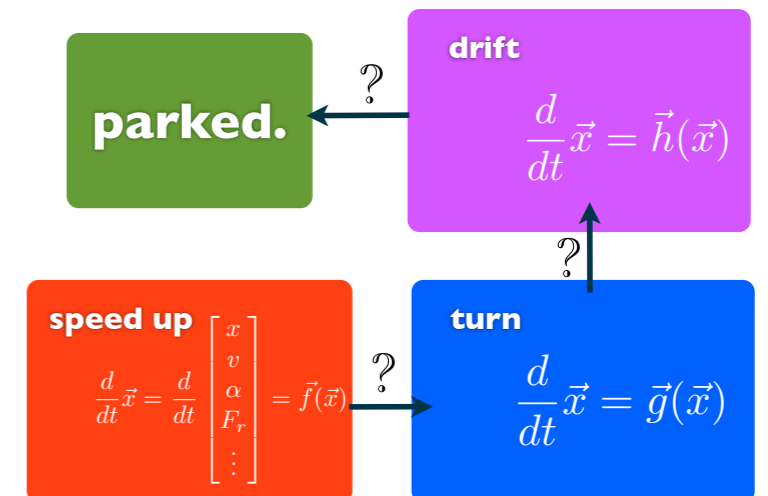 parked.
?
drift
d/dt x⃗ = h⃗(x⃗)
?
speed up
d/dt x⃗ = d/dt [x v α F_r ⋮] = f⃗(x⃗)
?
turn
d/dt x⃗ = g⃗(x⃗)